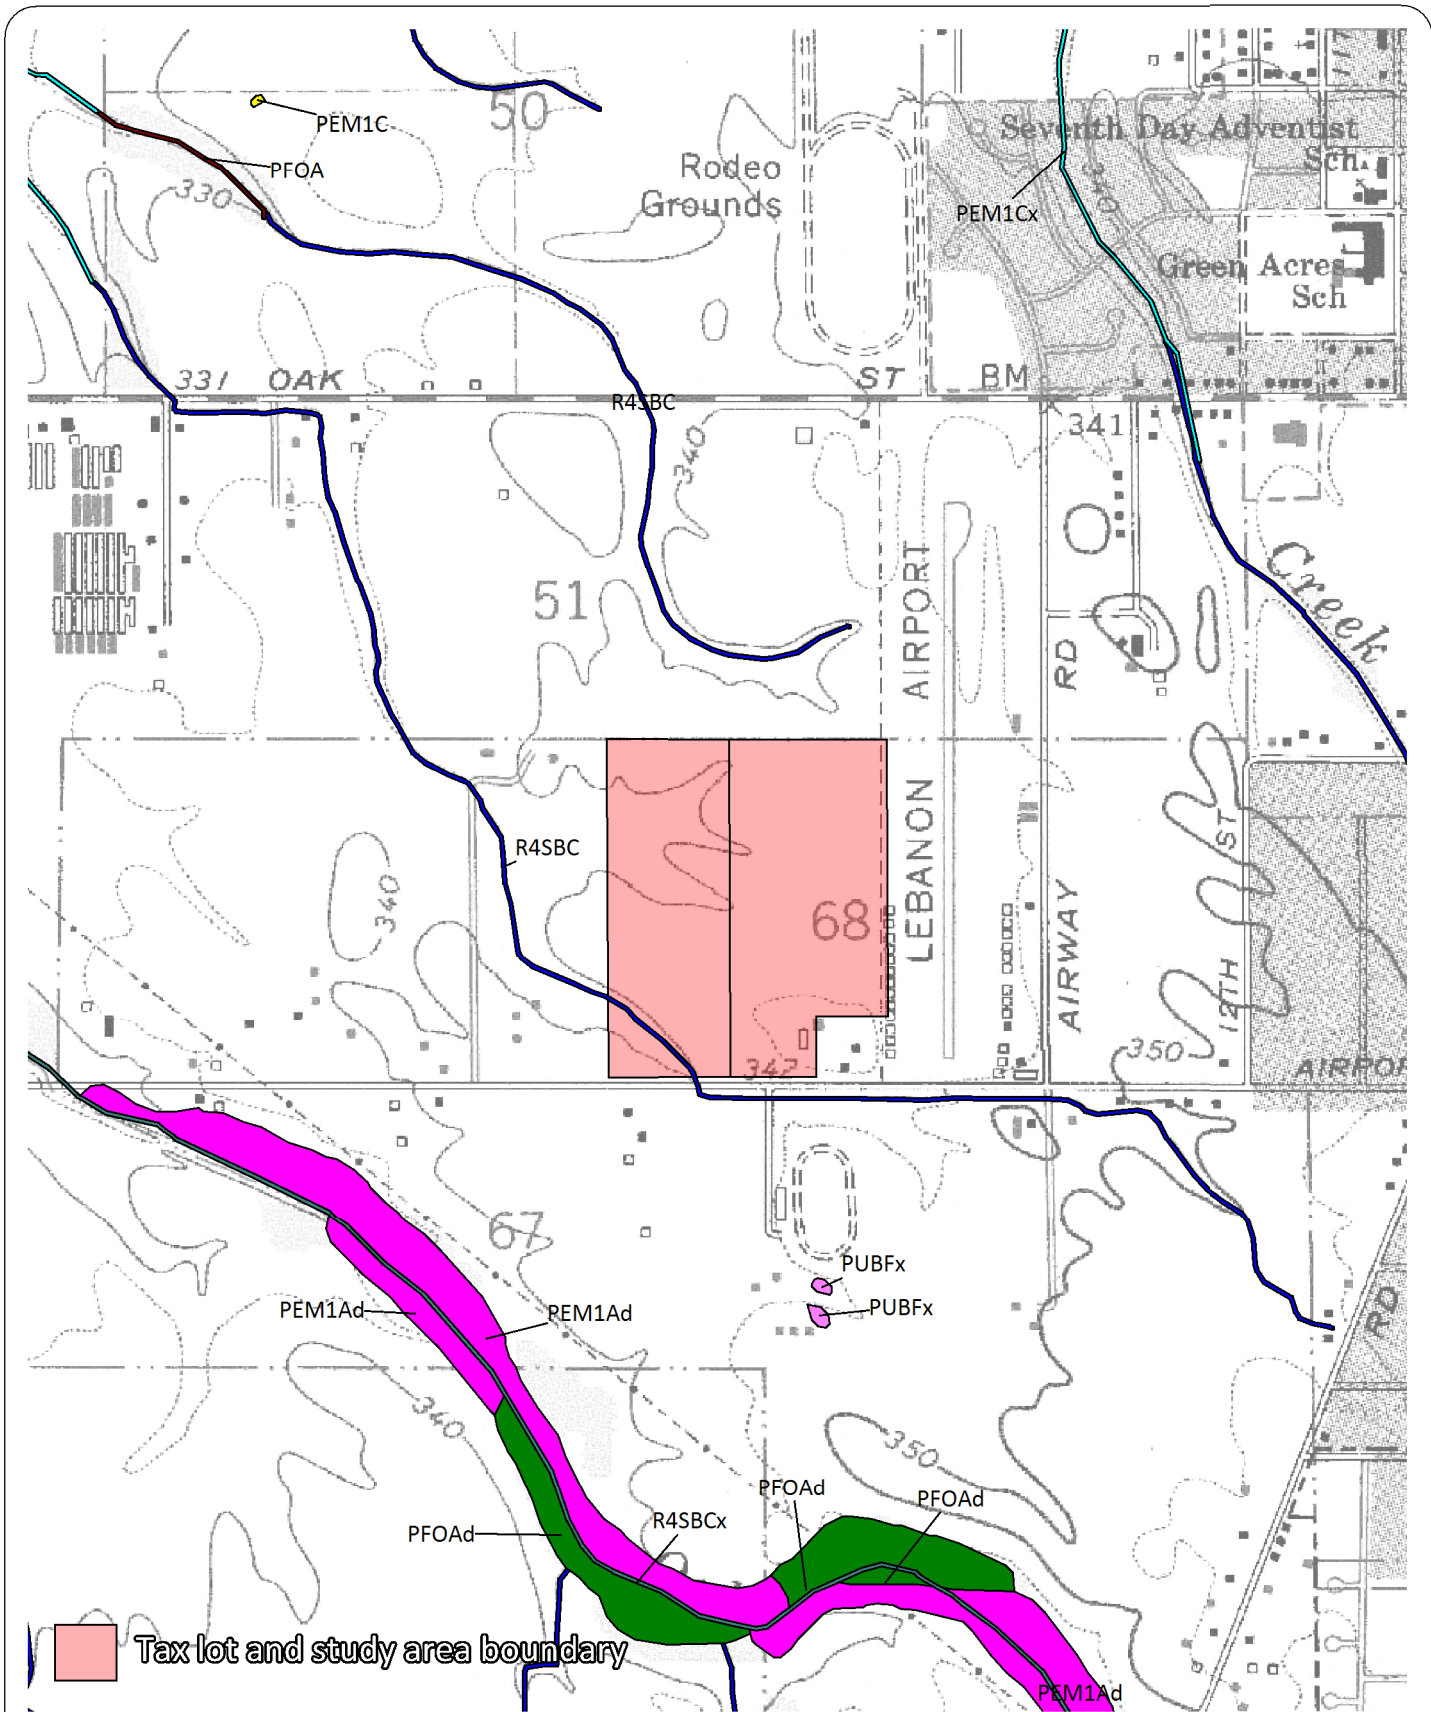 50
PEM1C
PFOA
330
Rodeo
Grounds
Seventh Day Adventist
Sch
340
PEM1Cx
Green Acres
Sch
331 OAK
ST
BM
R4SBC
341
340
Creek
51
AIRPORT
RD
LEBANON
ST
R4SBC
340
68
AIRWAY
12TH
350
347
AIRPOR
67
PUBFx
PUBFx
PEM1Ad
PEM1Ad
RD
340
350
PFOAd
PFOAd
R4SBCx
PFOAd
Tax lot and study area boundary
PEM1Ad